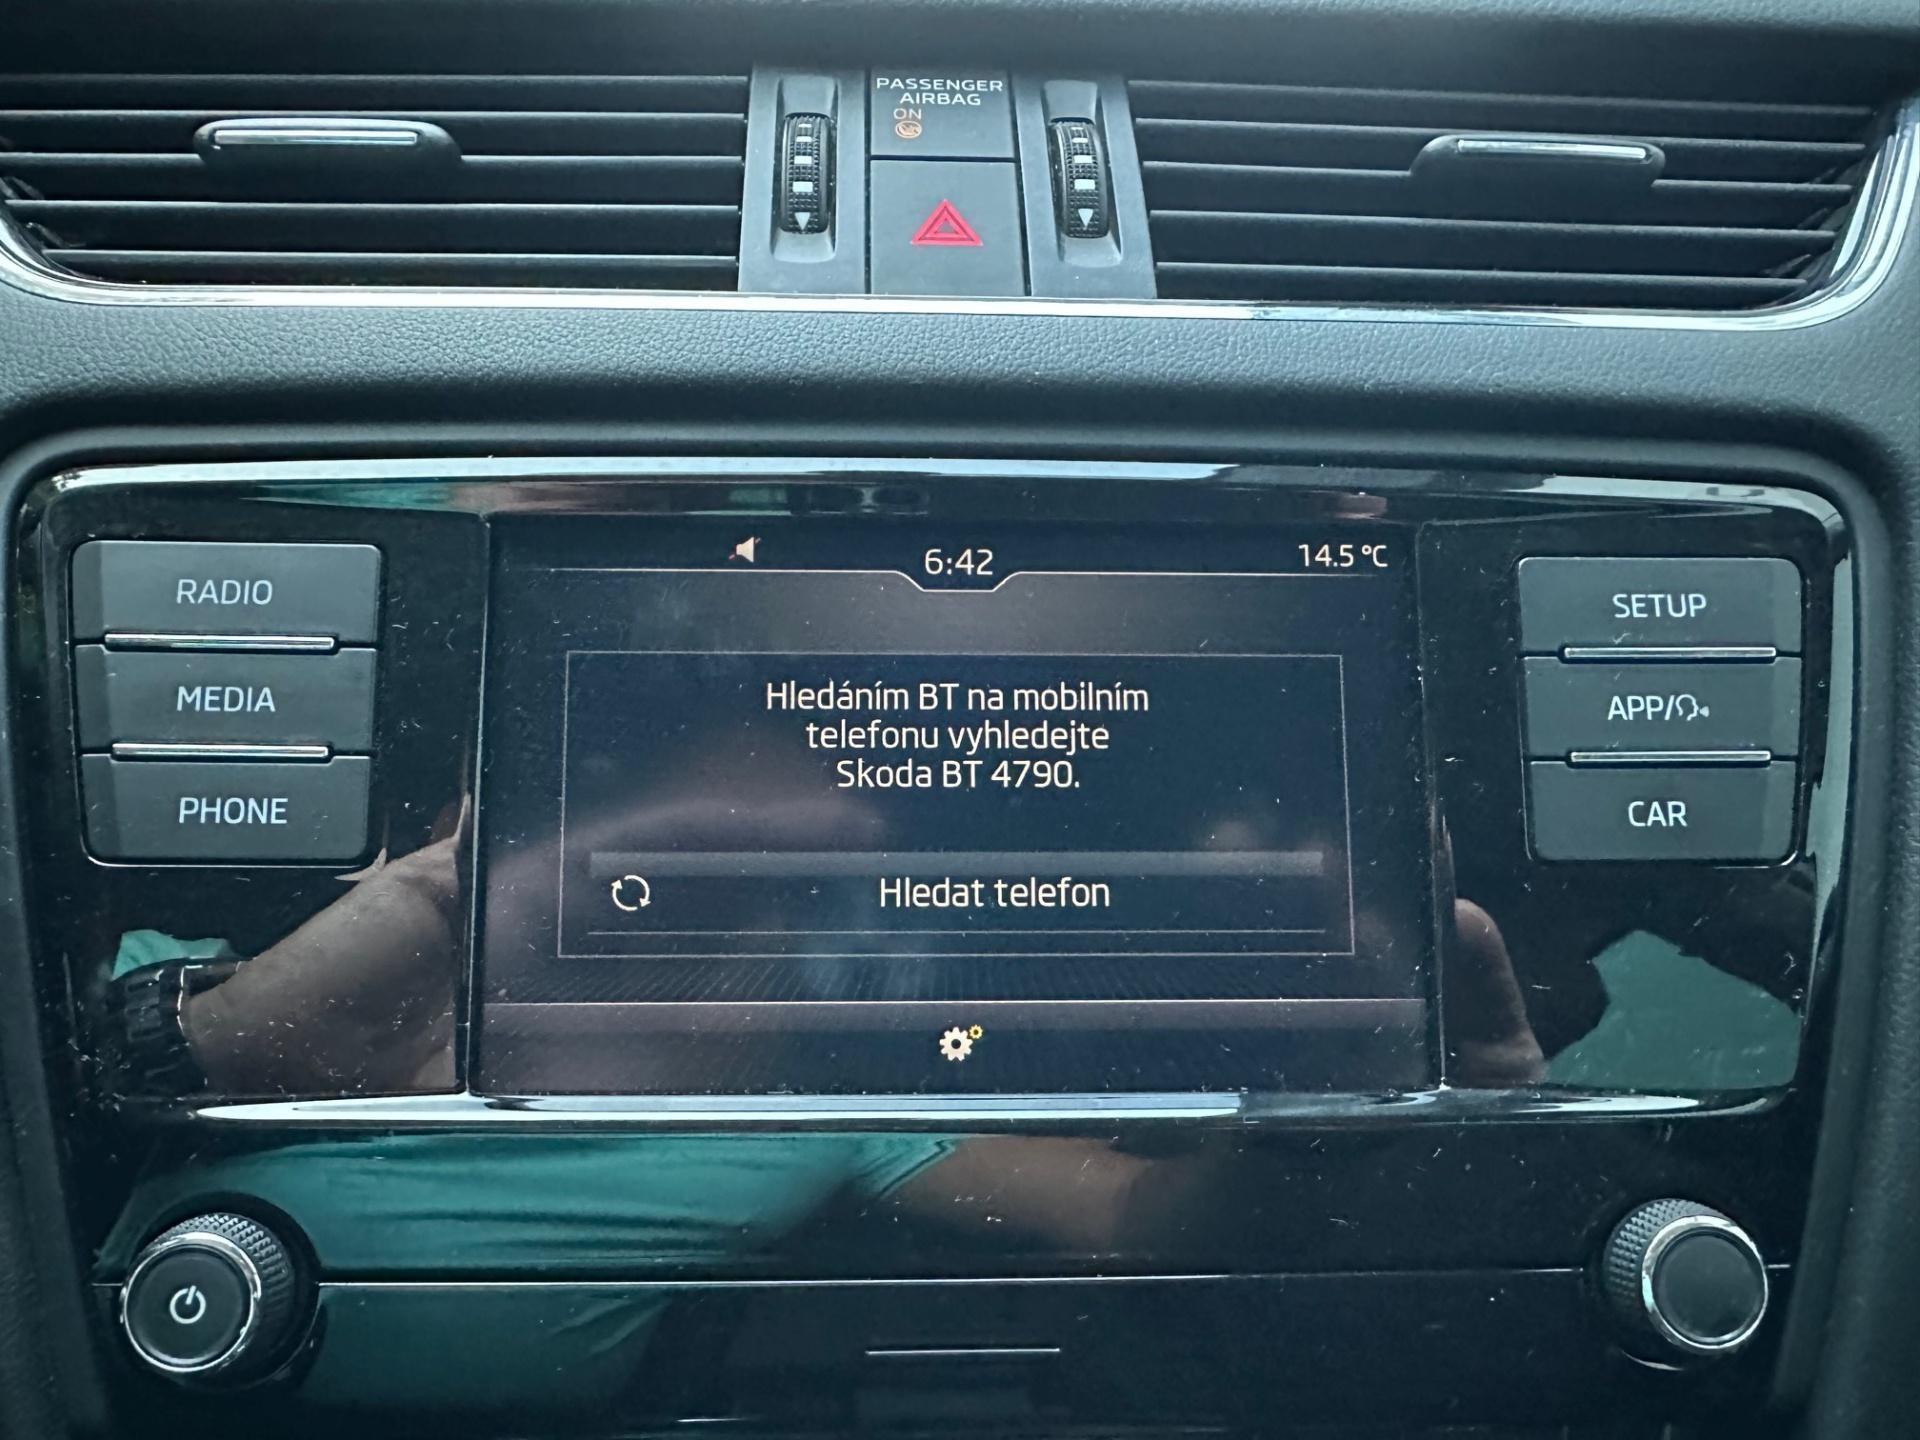 PASSENGER
AIRBAG
ON
6:42
14.5 °C
RADIO
MEDIA
PHONE
Hledáním BT na mobilním
telefonu vyhledejte
Skoda BT 4790.
Hledat telefon
SETUP
APP/
CAR